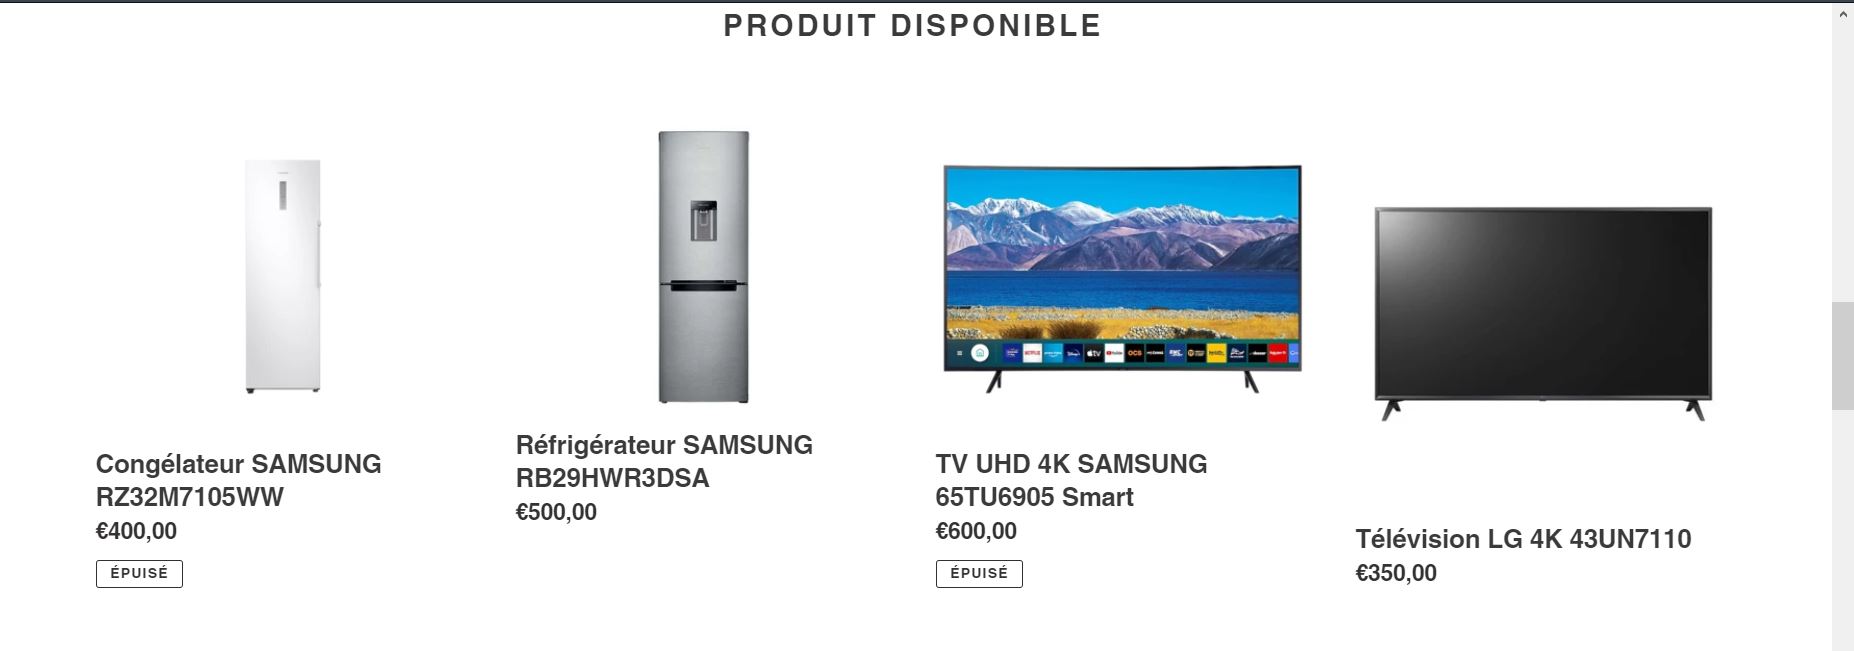 PRODUIT DISPONIBLE
Congélateur SAMSUNG
RZ32M7105WW
€400,00
ÉPUISÉ
Réfrigérateur SAMSUNG
RB29HWR3DSA
€500,00
TV UHD 4K SAMSUNG
65TU6905 Smart
€600,00
ÉPUISÉ
Télévision LG 4K 43UN7110
€350,00